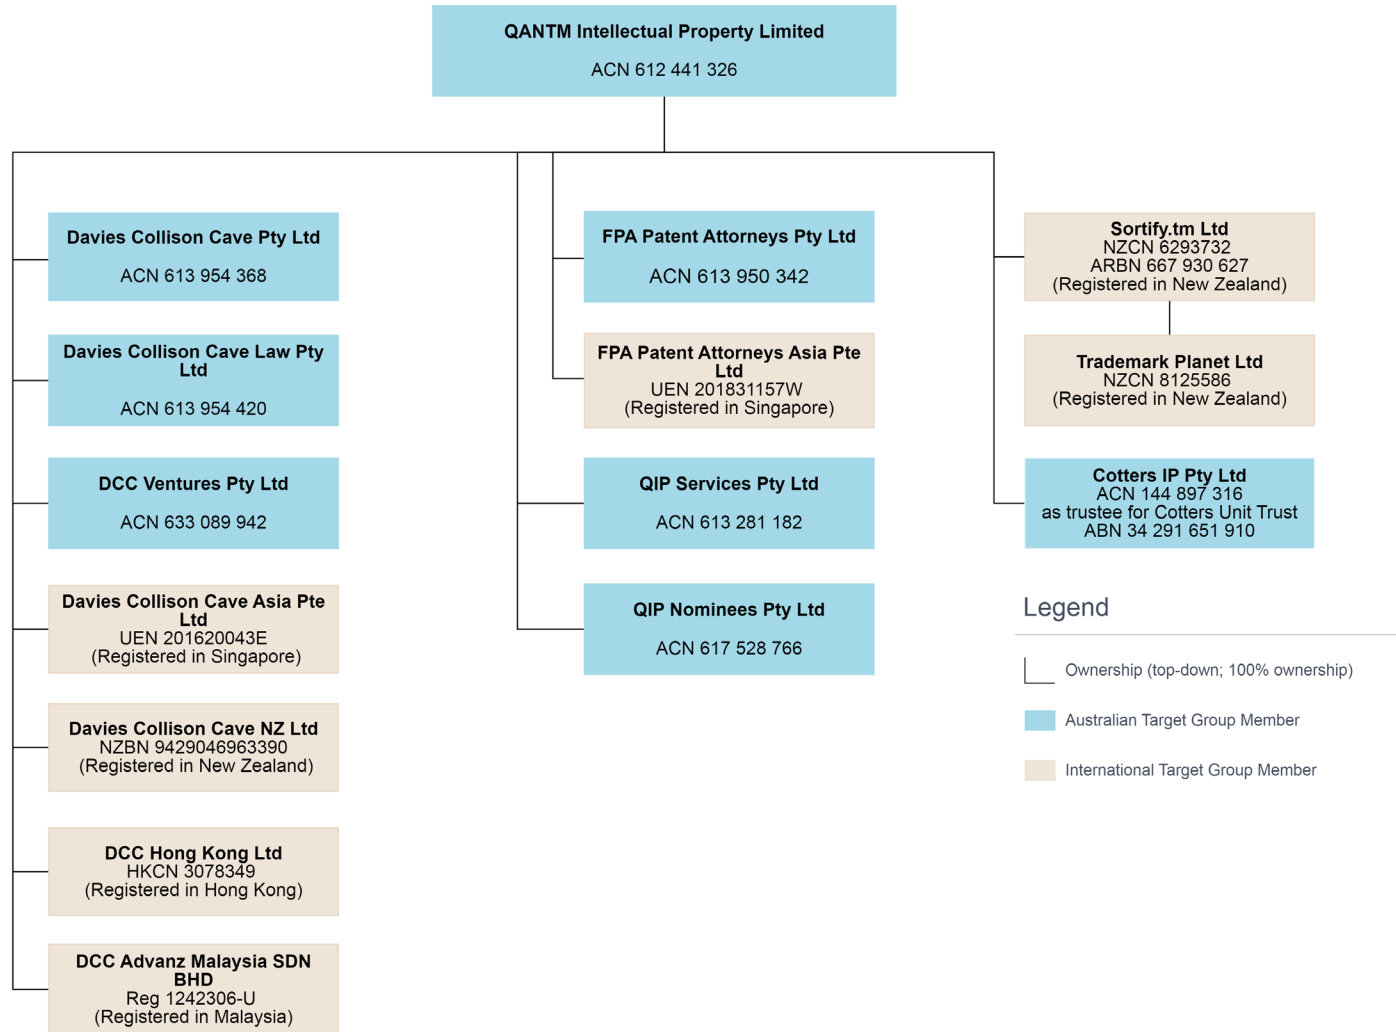 QANTM Intellectual Property Limited
ACN 612 441 326
Davies Collison Cave Pty Ltd
ACN 613 954 368
Davies Collison Cave Law Pty
Ltd
ACN 613 954 420
DCC Ventures Pty Ltd
ACN 633 089 942
Davies Collison Cave Asia Pte
Ltd
UEN 201620043E
(Registered in Singapore)
Davies Collison Cave NZ Ltd
NZBN 9429046963390
(Registered in New Zealand)
DCC Hong Kong Ltd
HKCN 3078349
(Registered in Hong Kong)
DCC Advanz Malaysia SDN
BHD
Reg 1242306-U
(Registered in Malaysia)
FPA Patent Attorneys Pty Ltd
ACN 613 950 342
FPA Patent Attorneys Asia Pte
Ltd
UEN 201831157W
(Registered in Singapore)
QIP Services Pty Ltd
ACN 613 281 182
QIP Nominees Pty Ltd
ACN 617 528 766
Sortify.tm Ltd
NZCN 6293732
ARBN 667 930 627
(Registered in New Zealand)
Trademark Planet Ltd
NZCN 8125586
(Registered in New Zealand)
Cotters IP Pty Ltd
ACN 144 897 316
as trustee for Cotters Unit Trust
ABN 34 291 651 910
Legend
Ownership (top-down; 100% ownership)
Australian Target Group Member
International Target Group Member